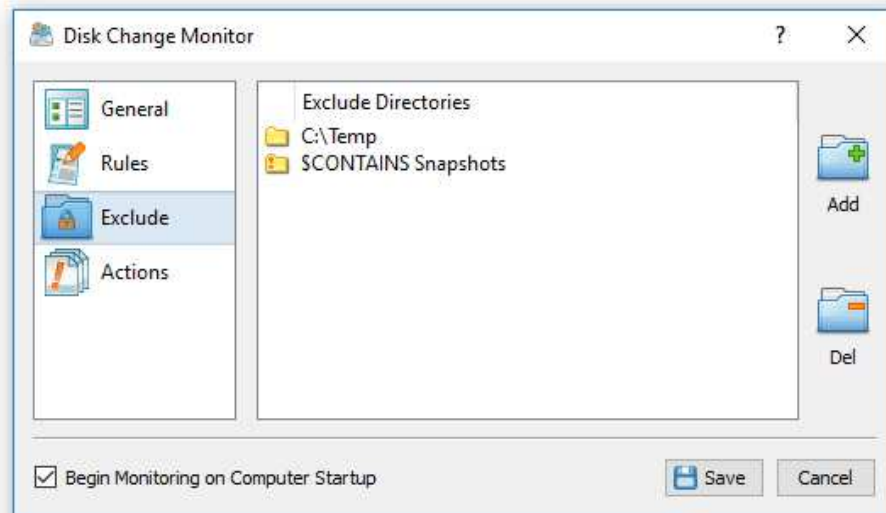 Disk Change Monitor
?
General
Rules
Exclude
Actions
Exclude Directories
C:\Temp
$CONTAINS Snapshots
Add
Del
Begin Monitoring on Computer Startup
Save
Cancel